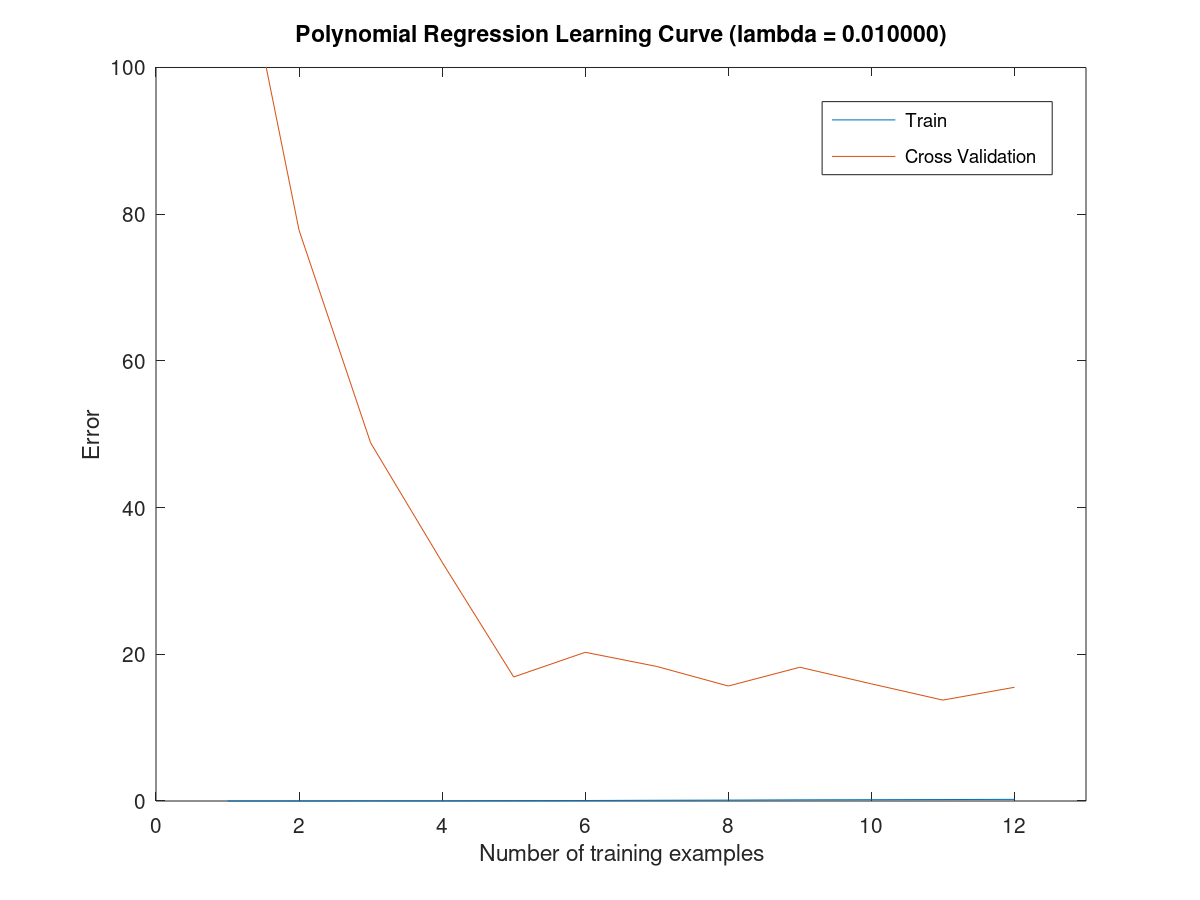 Polynomial Regression Learning Curve (lambda = 0.010000)
100
80
60
40
20
0
Error
Train
Cross Validation
0 2 4 6 8 10 12
Number of training examples